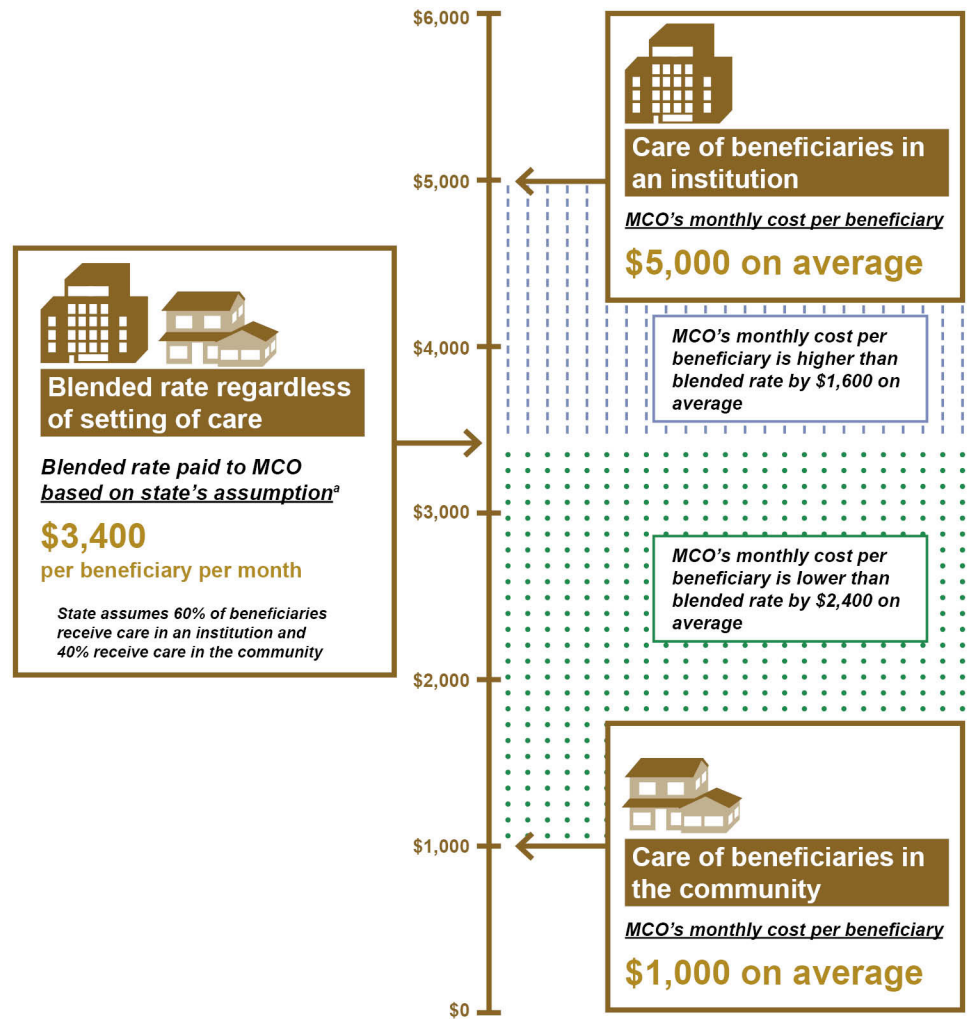 $6,000
$5,000
$4,000
$3,000
$2,000
$1,000
$0
Blended rate regardless
of setting of care
Blended rate paid to MCO
based on state's assumptionᵃ
$3,400
per beneficiary per month
State assumes 60% of beneficiaries
receive care in an institution and
40% receive care in the community
Care of beneficiaries in
an institution
MCO's monthly cost per beneficiary
$5,000 on average
MCO's monthly cost per
beneficiary is higher than
blended rate by $1,600 on
average
MCO's monthly cost per
beneficiary is lower than
blended rate by $2,400 on
average
Care of beneficiaries in
the community
MCO's monthly cost per beneficiary
$1,000 on average